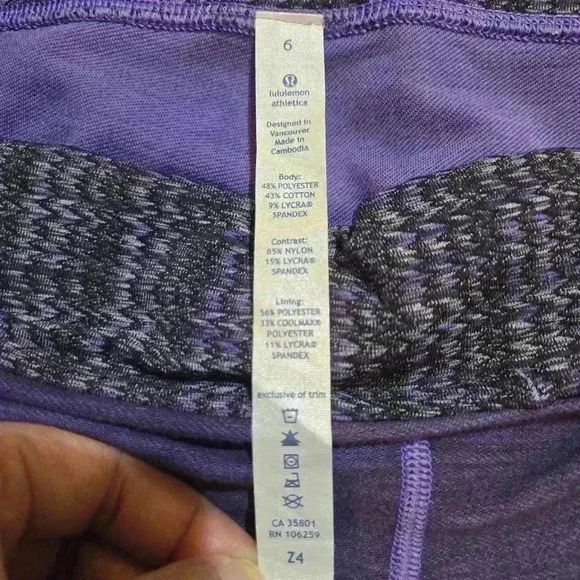 6
lululemon
athletica
Designed in
Vancouver
Made in
Cambodia
Body:
48% POLYESTER
43% COTTON
9% LYCRA®
SPANDEX
Contrast:
85% NYLON
15% LYCRA®
SPANDEX
Lining:
56% POLYESTER
33% COOLMAX®
POLYESTER
11% LYCRA®
SPANDEX
exclusive of trim
CA 35801
RN 106259
Z4